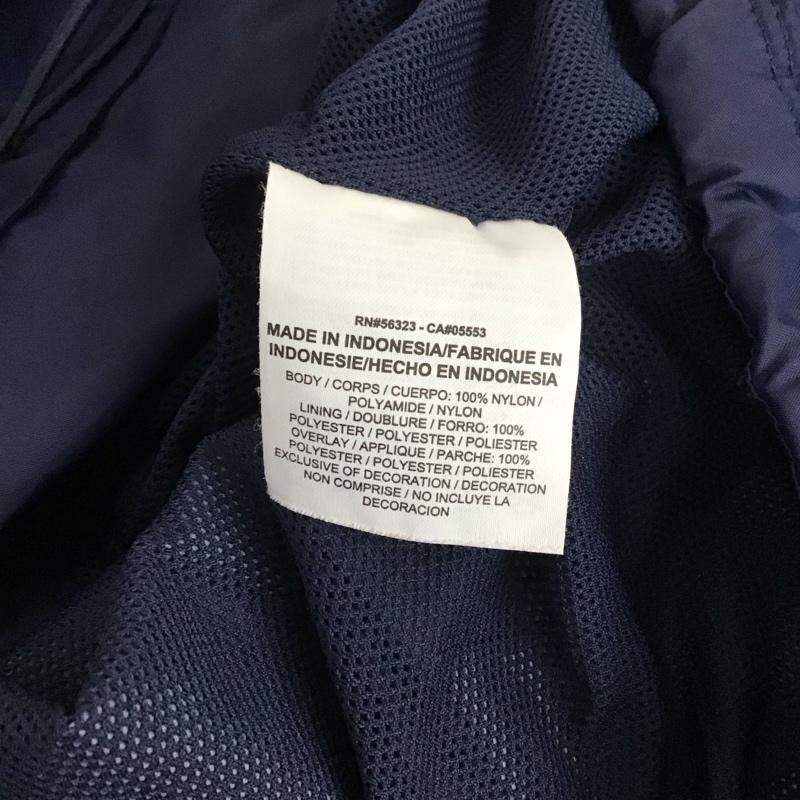 RN#56323 - CA#05553
MADE IN INDONESIA/FABRIQUE EN
INDONESIE/HECHO EN INDONESIA
BODY / CORPS / CUERPO: 100% NYLON /
POLYAMIDE / NYLON
LINING / DOUBLURE / FORRO: 100%
POLYESTER / POLYESTER / POLIESTER
OVERLAY / APPLIQUE / PARCHE: 100%
POLYESTER / POLYESTER / POLIESTER
EXCLUSIVE OF DECORATION / DECORATION
NON COMPRISE / NO INCLUYE LA
DECORACION